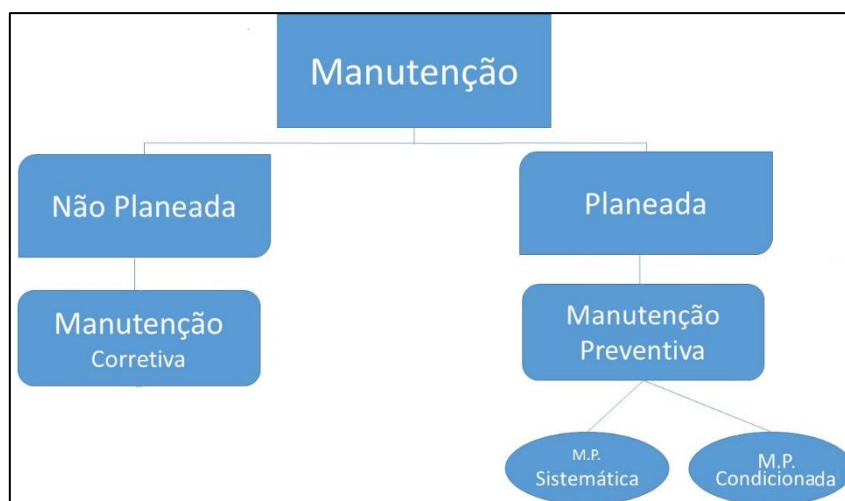 Manutenção
Não Planeada
Planeada
Manutenção
Corretiva
Manutenção
Preventiva
M.P.
Sistemática
M.P.
Condicionada